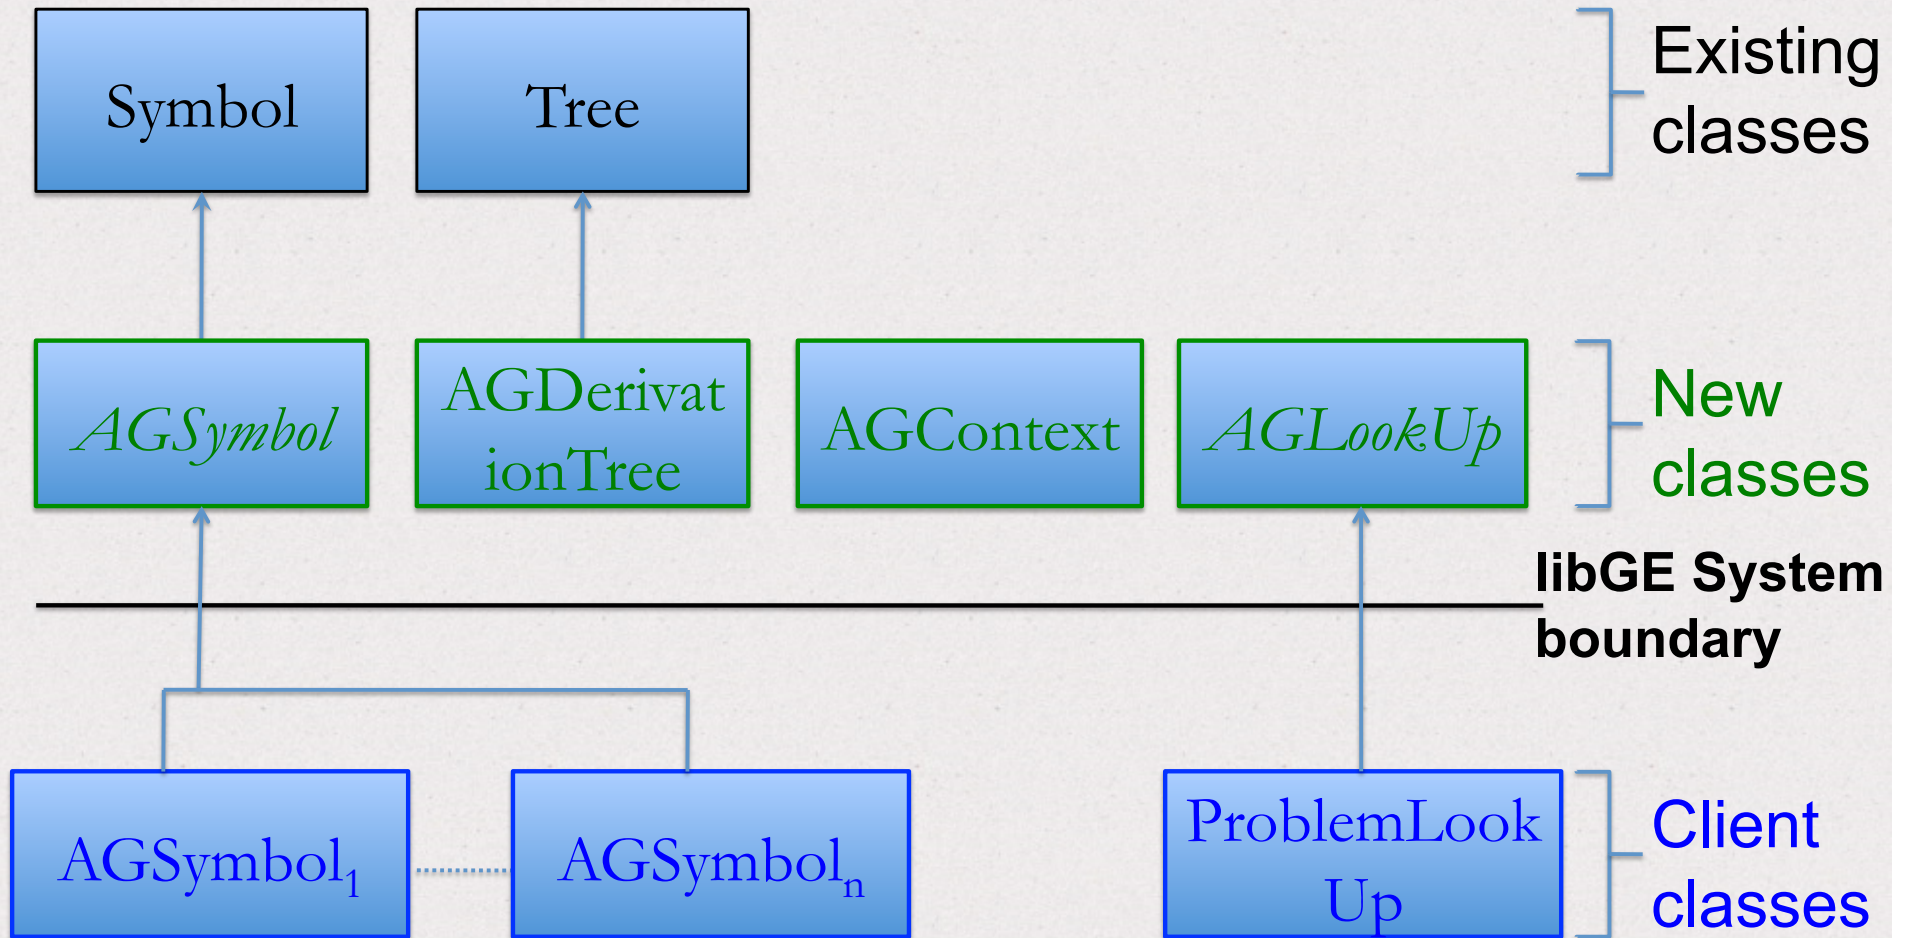 Symbol
Tree
Existing
classes
AGSymbol
AGDerivat
ionTree
AGContext
AGLookUp
New
classes
libGE System
boundary
AGSymbol1
AGSymboln
ProblemLook
Up
Client
classes